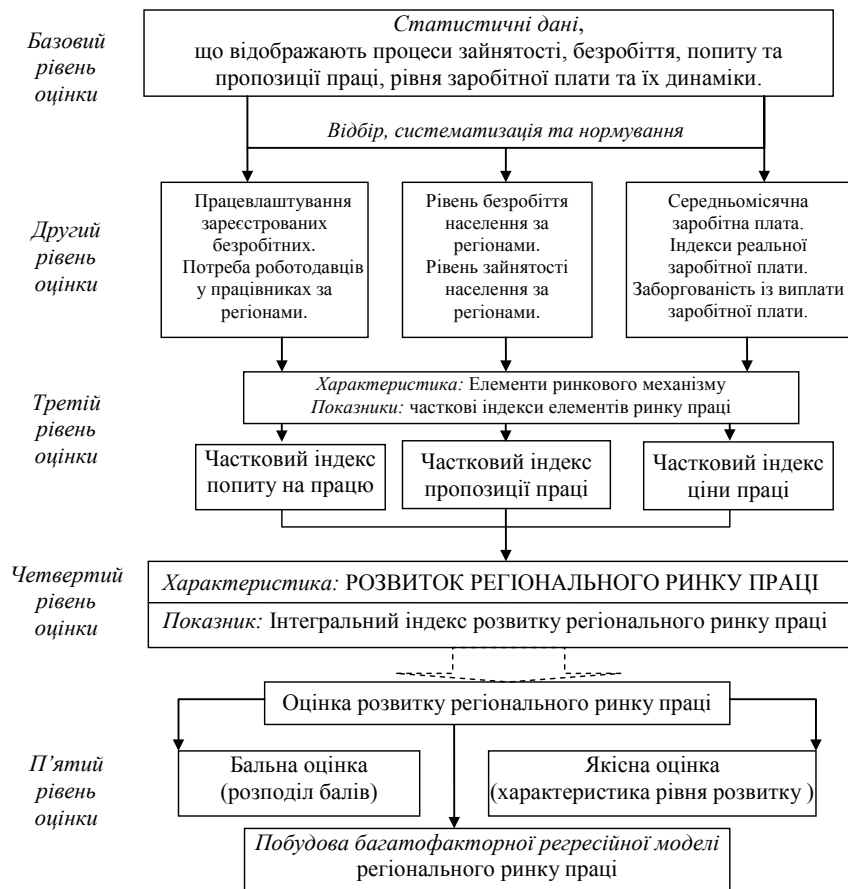 Базовий
рівень
оцінки
Статистичні дані,
що відображають процеси зайнятості, безробіття, попиту та
пропозиції праці, рівня заробітної плати та їх динаміки.
Відбір, систематизація та нормування
Другий
рівень
оцінки
Працевлаштування
зареєстрованих
безробітних.
Потреба роботодавців
у працівниках за
регіонами.
Рівень безробіття
населення за
регіонами.
Рівень зайнятості
населення за
регіонами.
Середньомісячна
заробітна плата.
Індекси реальної
заробітної плати.
Заборгованість із виплати
заробітної плати.
Третій
рівень
оцінки
Характеристика: Елементи ринкового механізму
Показники: часткові індекси елементів ринку праці
Частковий індекс
попиту на працю
Частковий індекс
пропозиції праці
Частковий індекс
ціни праці
Четвертий
рівень
оцінки
Характеристика: РОЗВИТОК РЕГІОНАЛЬНОГО РИНКУ ПРАЦІ
Показник: Інтегральний індекс розвитку регіонального ринку праці
Оцінка розвитку регіонального ринку праці
П’ятий
рівень
оцінки
Бальна оцінка
(розподіл балів)
Якісна оцінка
(характеристика рівня розвитку )
Побудова багатофакторної регресійної моделі
регіонального ринку праці